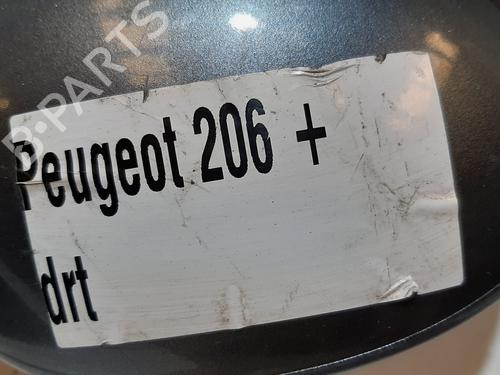 B-PARTS
Peugeot 206 +
drt